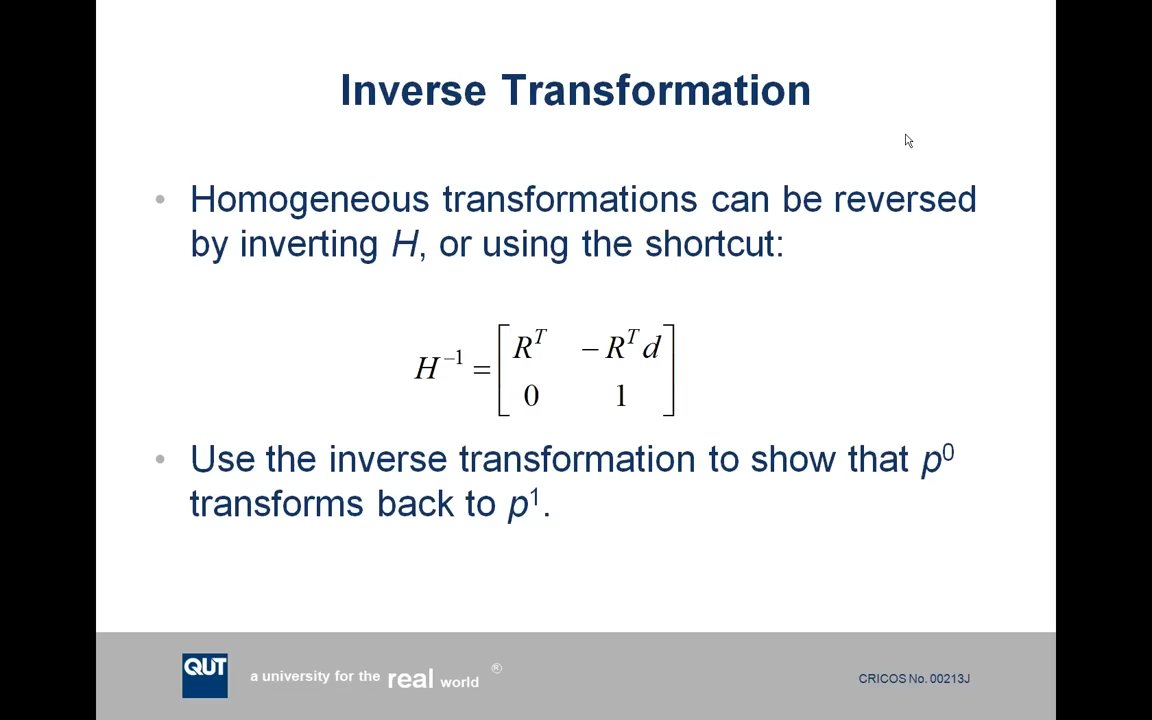 Inverse Transformation
• Homogeneous transformations can be reversed
by inverting H, or using the shortcut:
H⁻¹ = [ Rᵀ −Rᵀd
0 1 ]
• Use the inverse transformation to show that p⁰
transforms back to p¹.
QUT a university for the real world ®
CRICOS No. 00213J